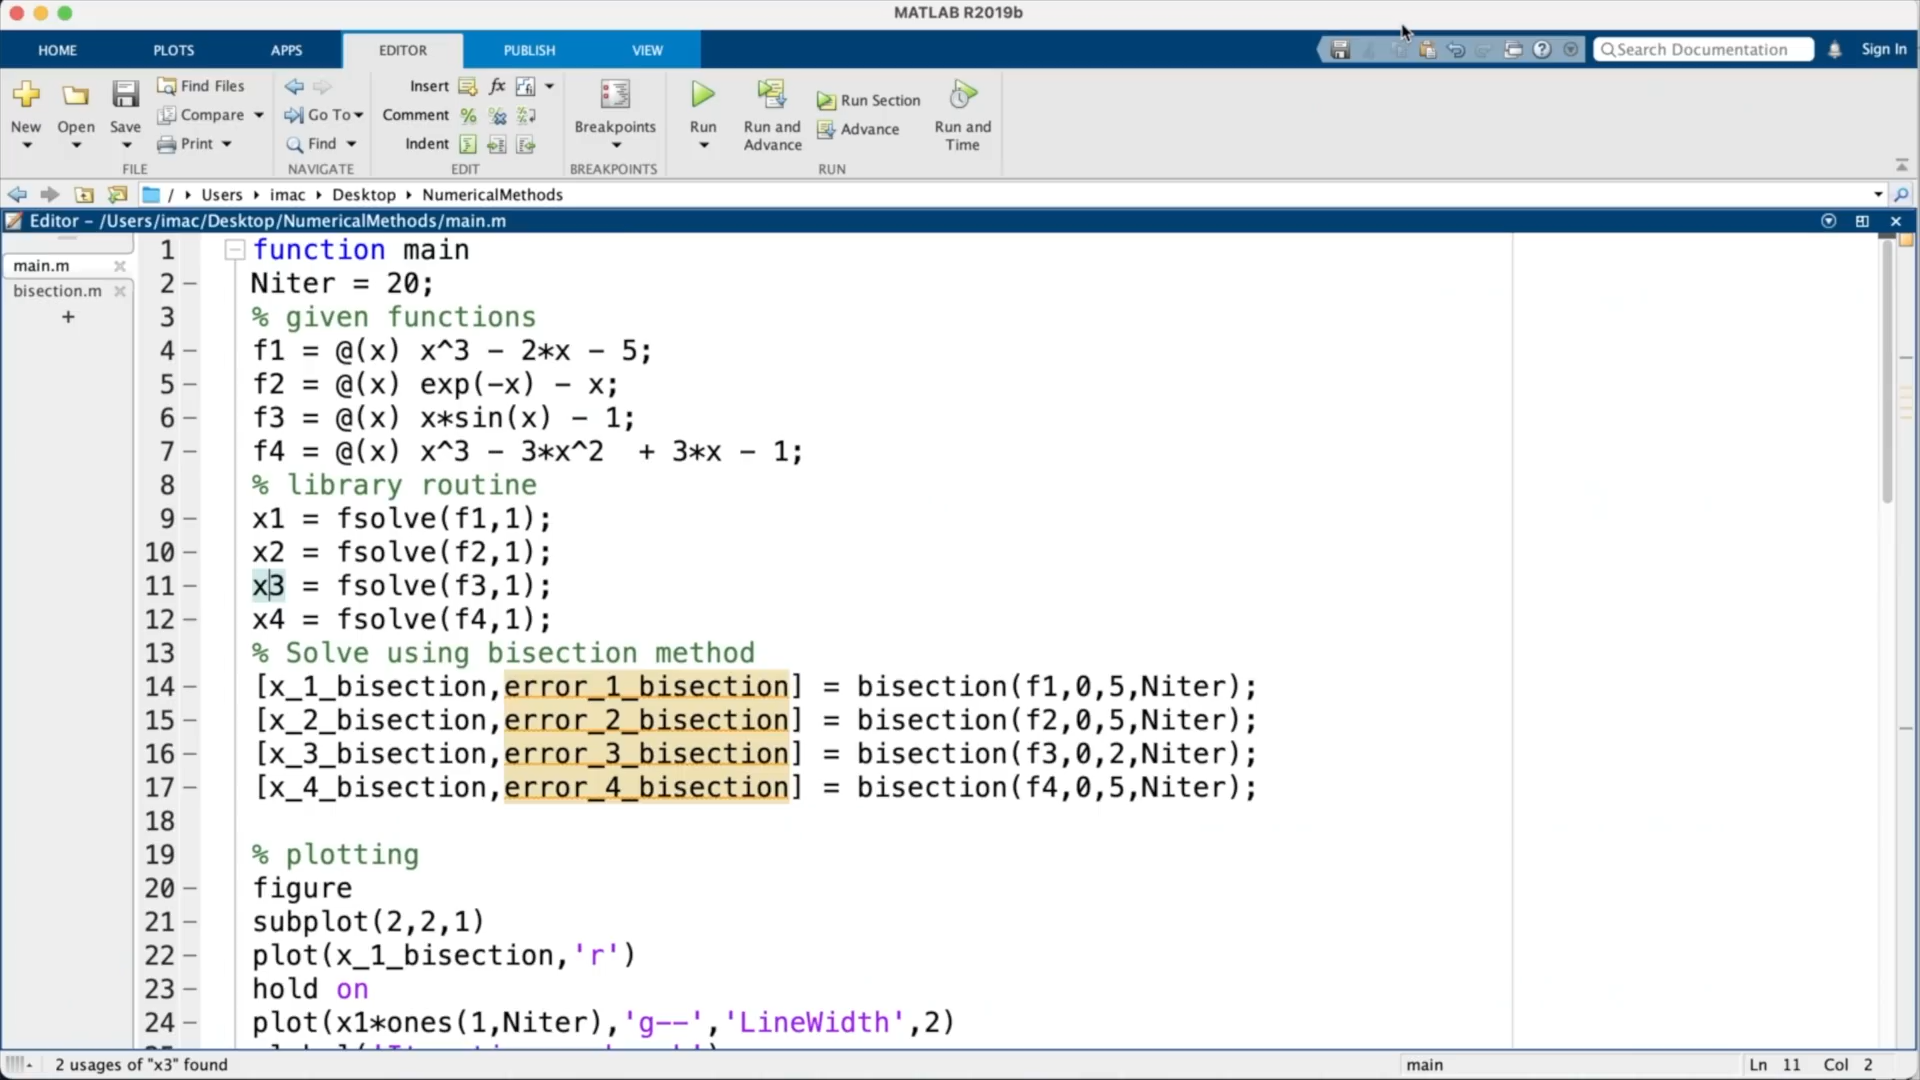 MATLAB R2019b
HOME PLOTS APPS EDITOR PUBLISH VIEW Search Documentation Sign In
New Open Save Find Files Compare Print Go To Find Insert fx Comment % Indent Breakpoints Run Run and Advance Run Section Advance Run and Time
FILE NAVIGATE EDIT BREAKPOINTS RUN
/ Users imac Desktop NumericalMethods
Editor – /Users/imac/Desktop/NumericalMethods/main.m
main.m
bisection.m
+
1 function main
2 – Niter = 20;
3 % given functions
4 – f1 = @(x) x^3 - 2*x - 5;
5 – f2 = @(x) exp(-x) - x;
6 – f3 = @(x) x*sin(x) - 1;
7 – f4 = @(x) x^3 - 3*x^2  + 3*x - 1;
8 % library routine
9 – x1 = fsolve(f1,1);
10 – x2 = fsolve(f2,1);
11 – x3 = fsolve(f3,1);
12 – x4 = fsolve(f4,1);
13 % Solve using bisection method
14 – [x_1_bisection,error_1_bisection] = bisection(f1,0,5,Niter);
15 – [x_2_bisection,error_2_bisection] = bisection(f2,0,5,Niter);
16 – [x_3_bisection,error_3_bisection] = bisection(f3,0,2,Niter);
17 – [x_4_bisection,error_4_bisection] = bisection(f4,0,5,Niter);
18
19 % plotting
20 – figure
21 – subplot(2,2,1)
22 – plot(x_1_bisection,'r')
23 – hold on
24 – plot(x1*ones(1,Niter),'g--','LineWidth',2)
2 usages of "x3" found main Ln 11 Col 2